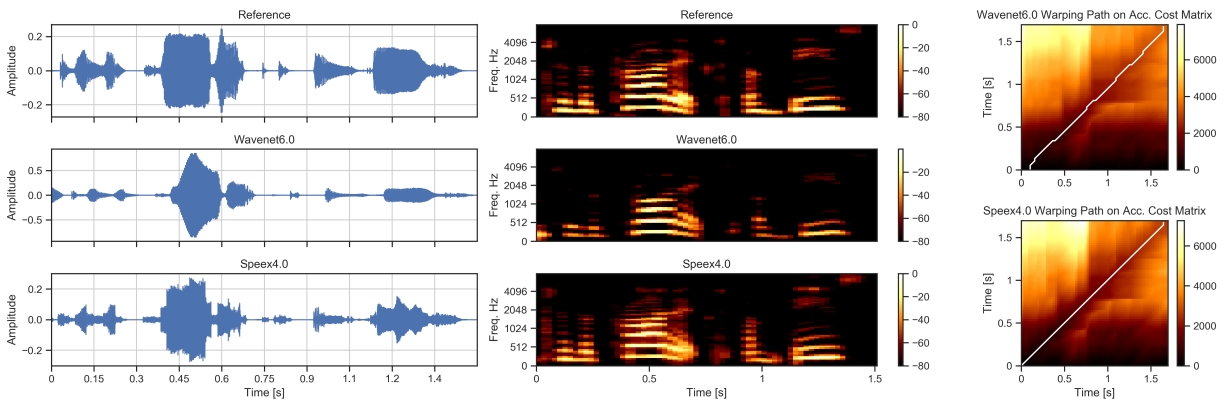 Reference
Amplitude
0.2
0.0
−0.2
Wavenet6.0
Amplitude
0.5
0.0
−0.5
Speex4.0
Amplitude
0.2
0.0
−0.2
0 0.15 0.3 0.45 0.6 0.75 0.9 1.1 1.2 1.4
Time [s]
Reference
Freq. Hz
4096
2048
1024
512
0
0
−20
−40
−60
−80
Wavenet6.0
Freq. Hz
4096
2048
1024
512
0
−20
−40
−60
−80
Speex4.0
Freq. Hz
4096
2048
1024
512
0
0
−20
−40
−60
−80
0 0.5 1 1.5
Time [s]
Wavenet6.0 Warping Path on Acc. Cost Matrix
Time [s]
1.5
1
0.5
0
0 0.5 1 1.5
6000
4000
2000
0
Speex4.0 Warping Path on Acc. Cost Matrix
Time [s]
1.5
1
0.5
0
0 0.5 1 1.5
Time [s]
6000
4000
2000
0